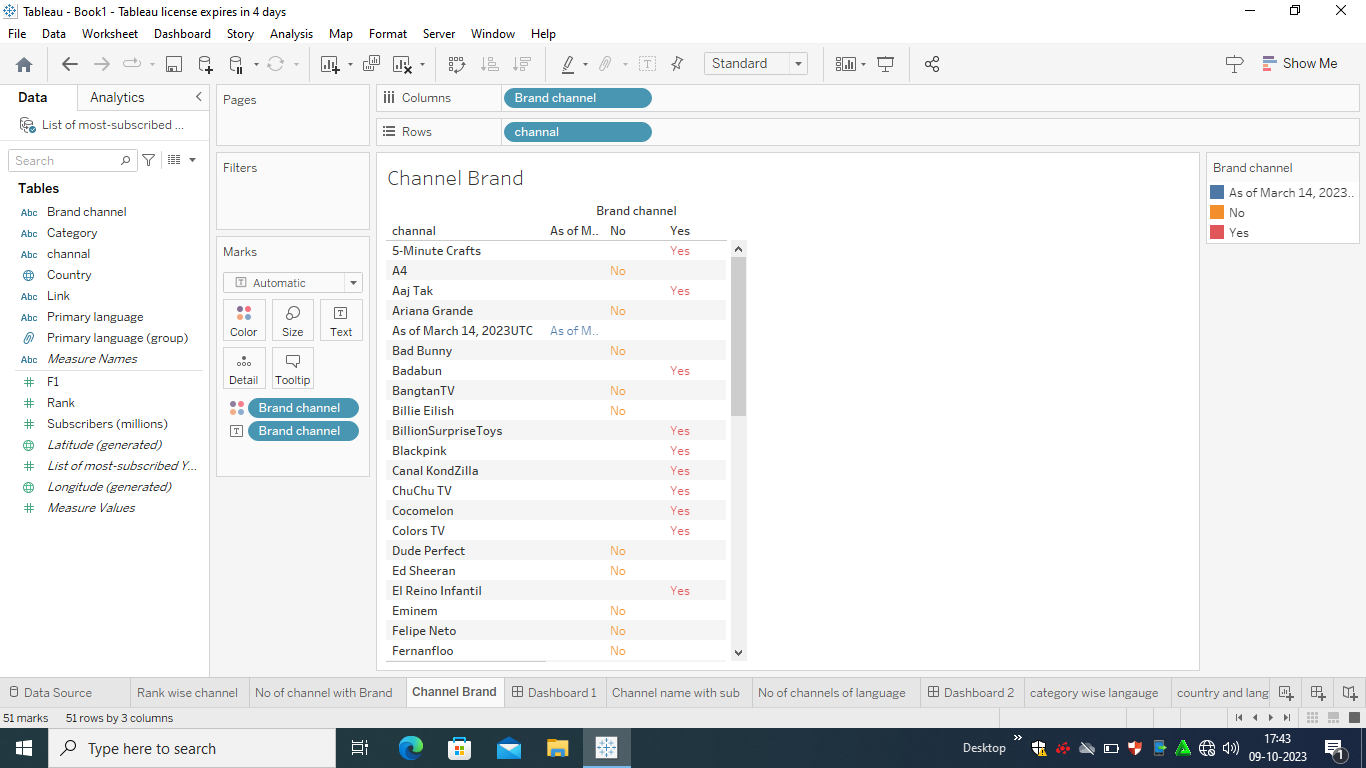 Tableau - Book1 - Tableau license expires in 4 days
File Data Worksheet Dashboard Story Analysis Map Format Server Window Help
Standard
Show Me
Data Analytics
List of most-subscribed ...
Search
Tables
Abc Brand channel
Abc Category
Abc channal
Country
Abc Link
Abc Primary language
Primary language (group)
Abc Measure Names
F1
Rank
Subscribers (millions)
Latitude (generated)
List of most-subscribed Y...
Longitude (generated)
Measure Values
Pages
Filters
Marks
Automatic
Color Size Text
Detail Tooltip
Brand channel
Brand channel
Columns Brand channel
Rows channal
Channel Brand
Brand channel
channal As of M.. No Yes
5-Minute Crafts Yes
A4 No
Aaj Tak Yes
Ariana Grande No
As of March 14, 2023UTC As of M..
Bad Bunny No
Badabun Yes
BangtanTV No
Billie Eilish No
BillionSurpriseToys Yes
Blackpink Yes
Canal KondZilla Yes
ChuChu TV Yes
Cocomelon Yes
Colors TV Yes
Dude Perfect No
Ed Sheeran No
El Reino Infantil Yes
Eminem No
Felipe Neto No
Fernanfloo No
Brand channel
As of March 14, 2023..
No
Yes
Data Source Rank wise channel No of channel with Brand Channel Brand Dashboard 1 Channel name with sub No of channels of language Dashboard 2 category wise langauge country and lang
51 marks 51 rows by 3 columns
Type here to search
Desktop
17:43
09-10-2023
1